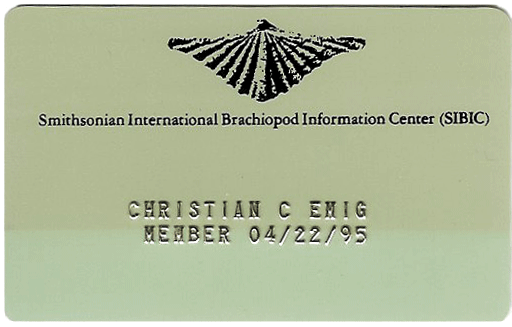 Smithsonian International Brachiopod Information Center (SIBIC)
CHRISTIAN C EMIG
MEMBER 04/22/95